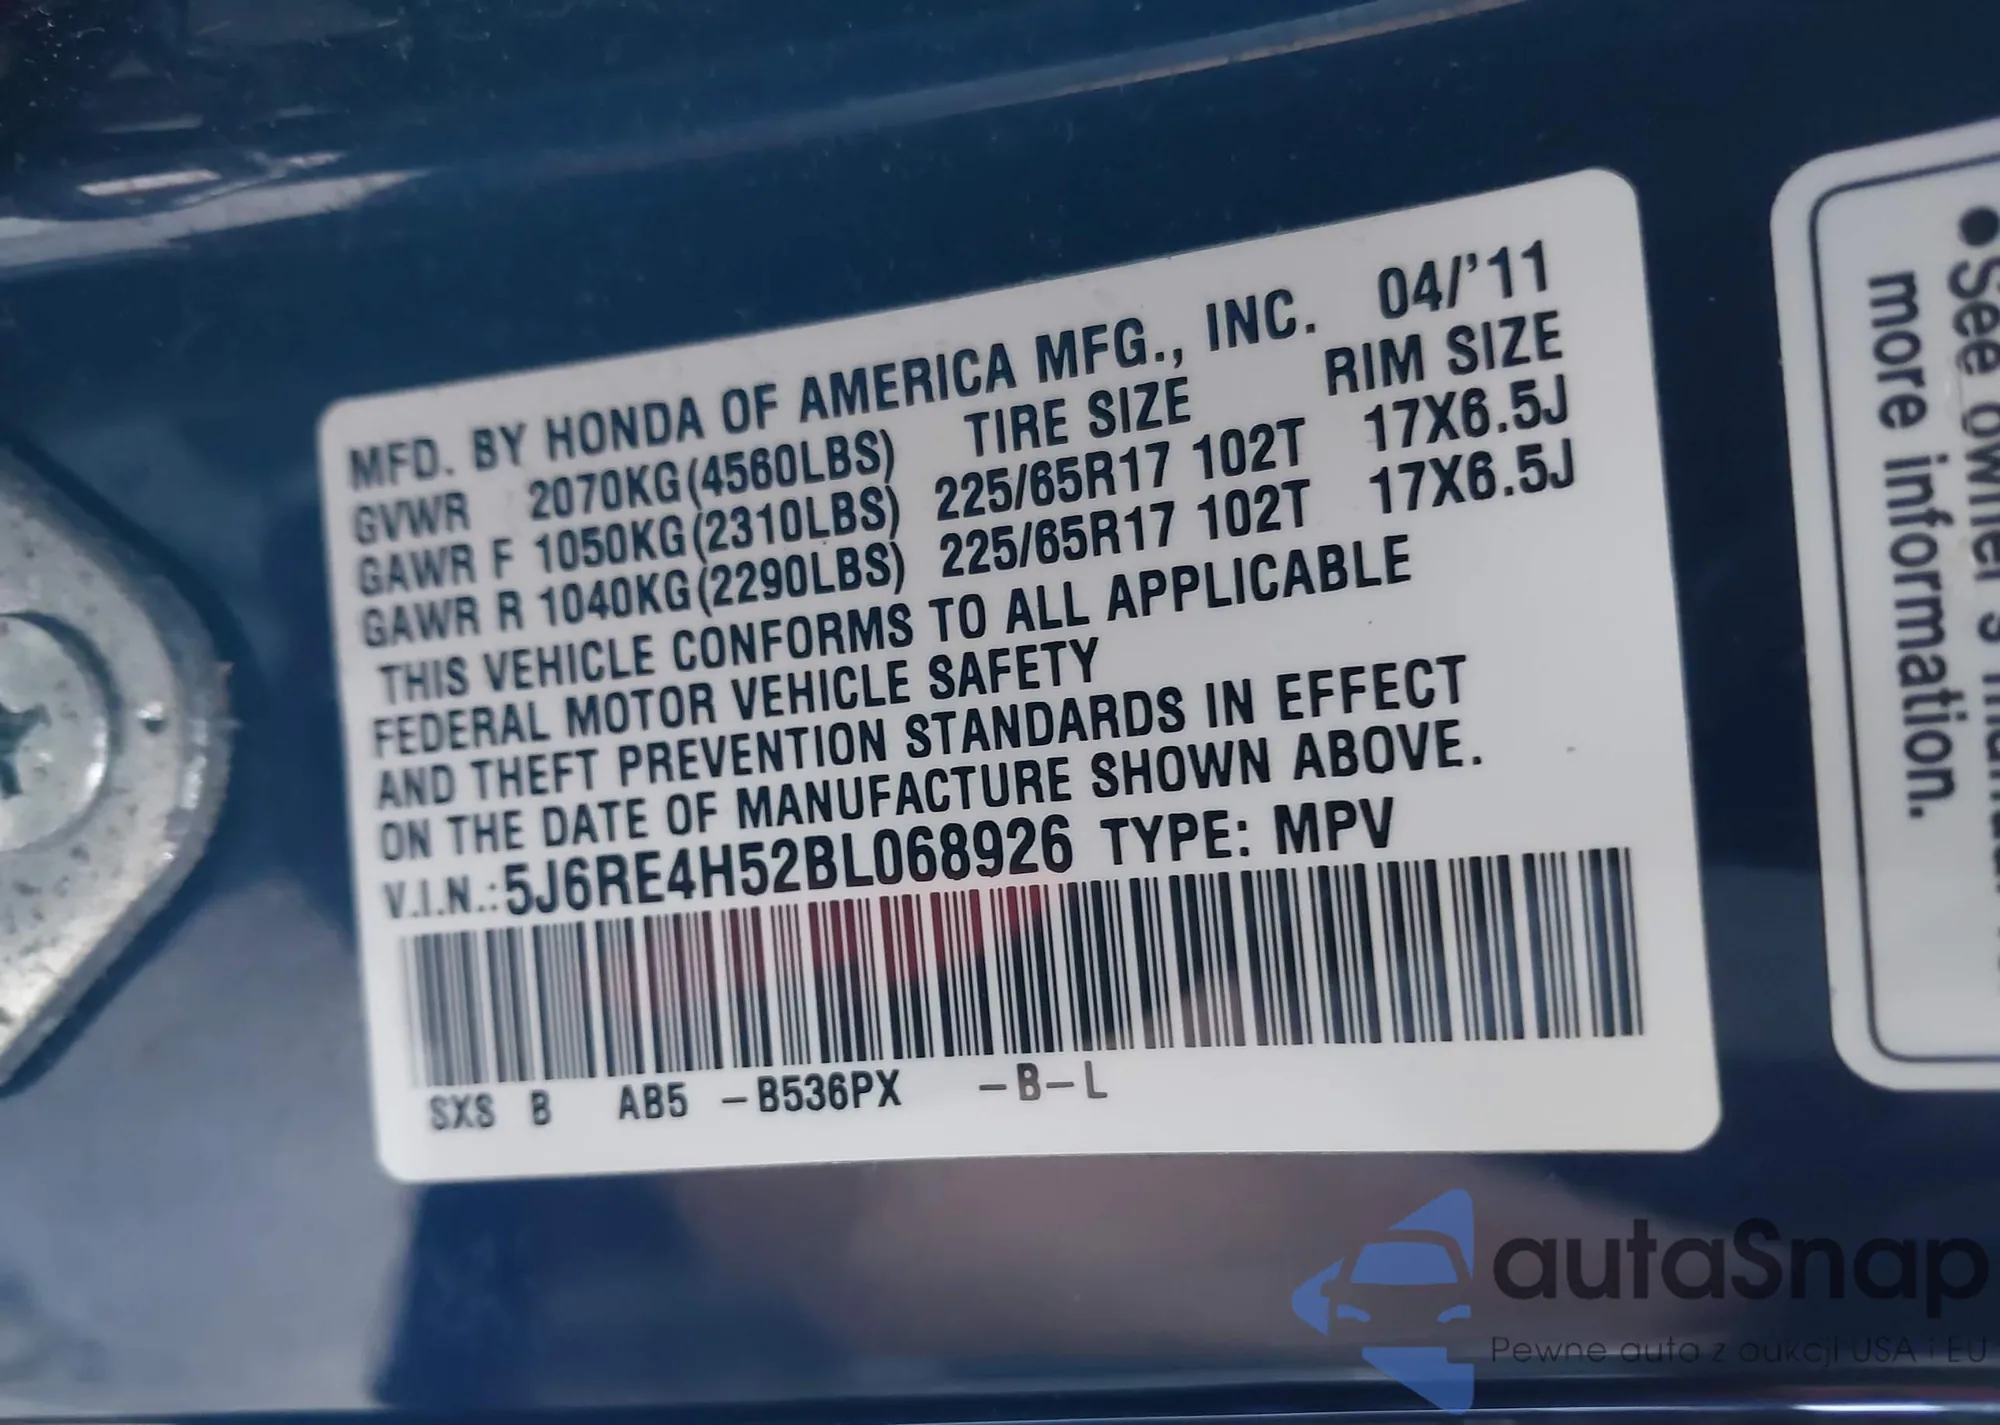 MFD. BY HONDA OF AMERICA MFG., INC. 04/'11
TIRE SIZE RIM SIZE
GVWR 2070KG(4560LBS)
GAWR F 1050KG(2310LBS) 225/65R17 102T 17X6.5J
GAWR R 1040KG(2290LBS) 225/65R17 102T 17X6.5J
THIS VEHICLE CONFORMS TO ALL APPLICABLE
FEDERAL MOTOR VEHICLE SAFETY
AND THEFT PREVENTION STANDARDS IN EFFECT
ON THE DATE OF MANUFACTURE SHOWN ABOVE.
V.I.N.:5J6RE4H52BL068926 TYPE: MPV
SXS B AB5 -B536PX -B-L
●See owner's
more information.
autaSnap
Pewne auto z aukcji USA i EU